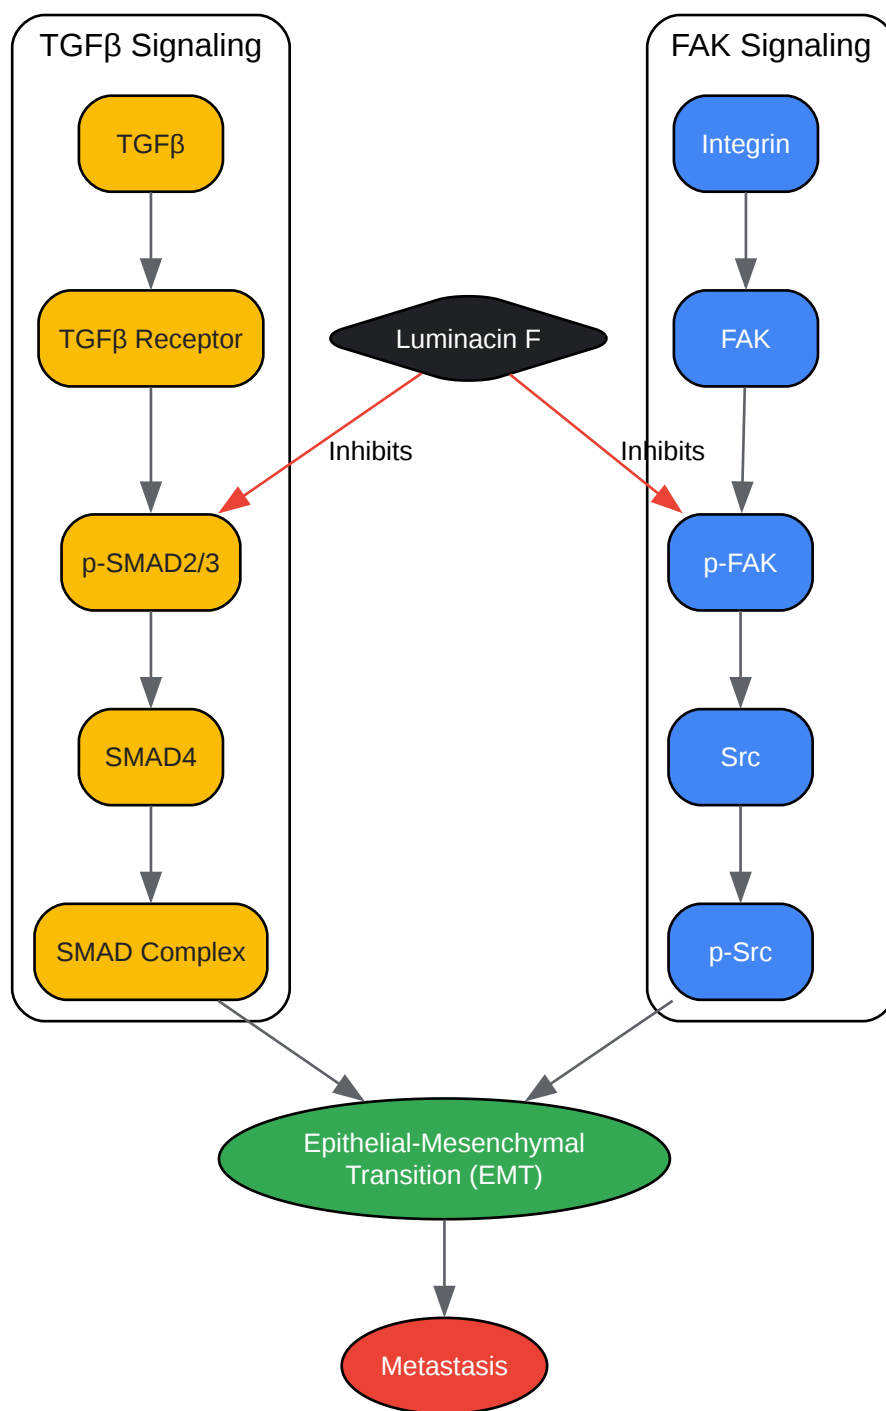 TGFβ Signaling
FAK Signaling
TGFβ
Integrin
TGFβ Receptor
Luminacin F
FAK
Inhibits
Inhibits
p-SMAD2/3
p-FAK
SMAD4
Src
SMAD Complex
p-Src
Epithelial-Mesenchymal
Transition (EMT)
Metastasis